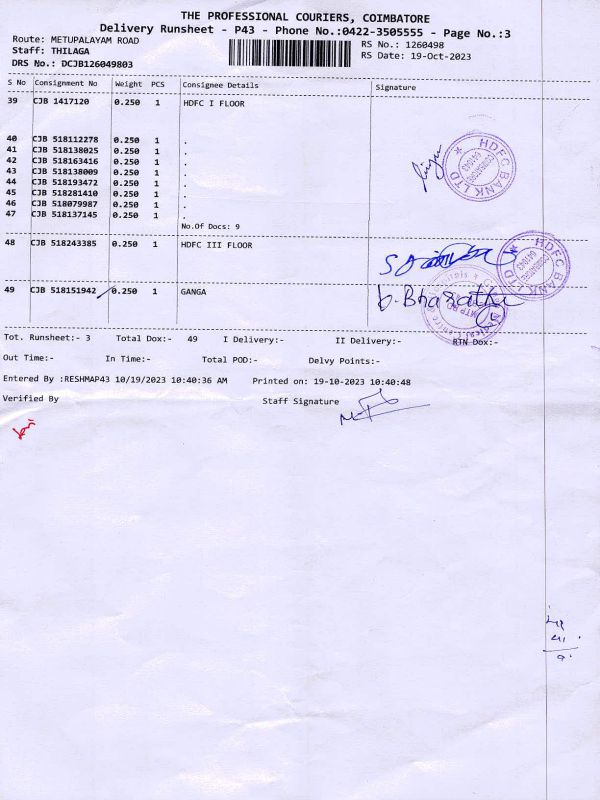 THE PROFESSIONAL COURIERS, COIMBATORE
Delivery Runsheet - P43 - Phone No.:0422-3505555 - Page No.:3
Route: METUPALAYAM ROAD
RS No.: 1260498
Staff: THILAGA
RS Date: 19-Oct-2023
DRS No.: DCJB126049803
S No Consignment No Weight PCS Consignee Details Signature
39 CJB 1417120 0.250 1 HDFC I FLOOR
40 CJB 518112278 0.250 1 .
41 CJB 518138025 0.250 1 .
42 CJB 518163416 0.250 1 .
43 CJB 518138009 0.250 1 .
44 CJB 518193472 0.250 1 .
45 CJB 518281410 0.250 1 .
46 CJB 518079987 0.250 1 .
47 CJB 518137145 0.250 1 .
HDFC BANK LTD
No.Of Docs: 9
48 CJB 518243385 0.250 1 HDFC III FLOOR
HDFC BANK LTD
49 CJB 518151942 0.250 1 GANGA
b.Bharathi
Tot. Runsheet:- 3 Total Dox:- 49 I Delivery:- II Delivery:- RTN Dox:-
Out Time:- In Time:- Total POD:- Delvy Points:-
Entered By :RESHMAP43 10/19/2023 10:40:36 AM Printed on: 19-10-2023 10:40:48
Verified By Staff Signature